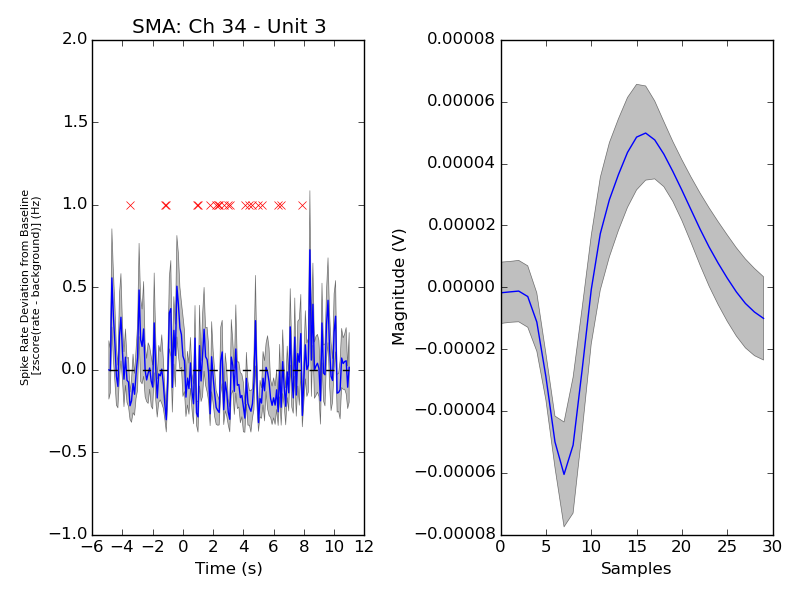 SMA: Ch 34 - Unit 3
2.0
1.5
1.0
0.5
0.0
−0.5
−1.0
−6 −4 −2 0 2 4 6 8 10 12
Time (s)
Spike Rate Deviation from Baseline
[zscore(rate - background)] (Hz)
0.00008
0.00006
0.00004
0.00002
0.00000
−0.00002
−0.00004
−0.00006
−0.00008
0 5 10 15 20 25 30
Samples
Magnitude (V)